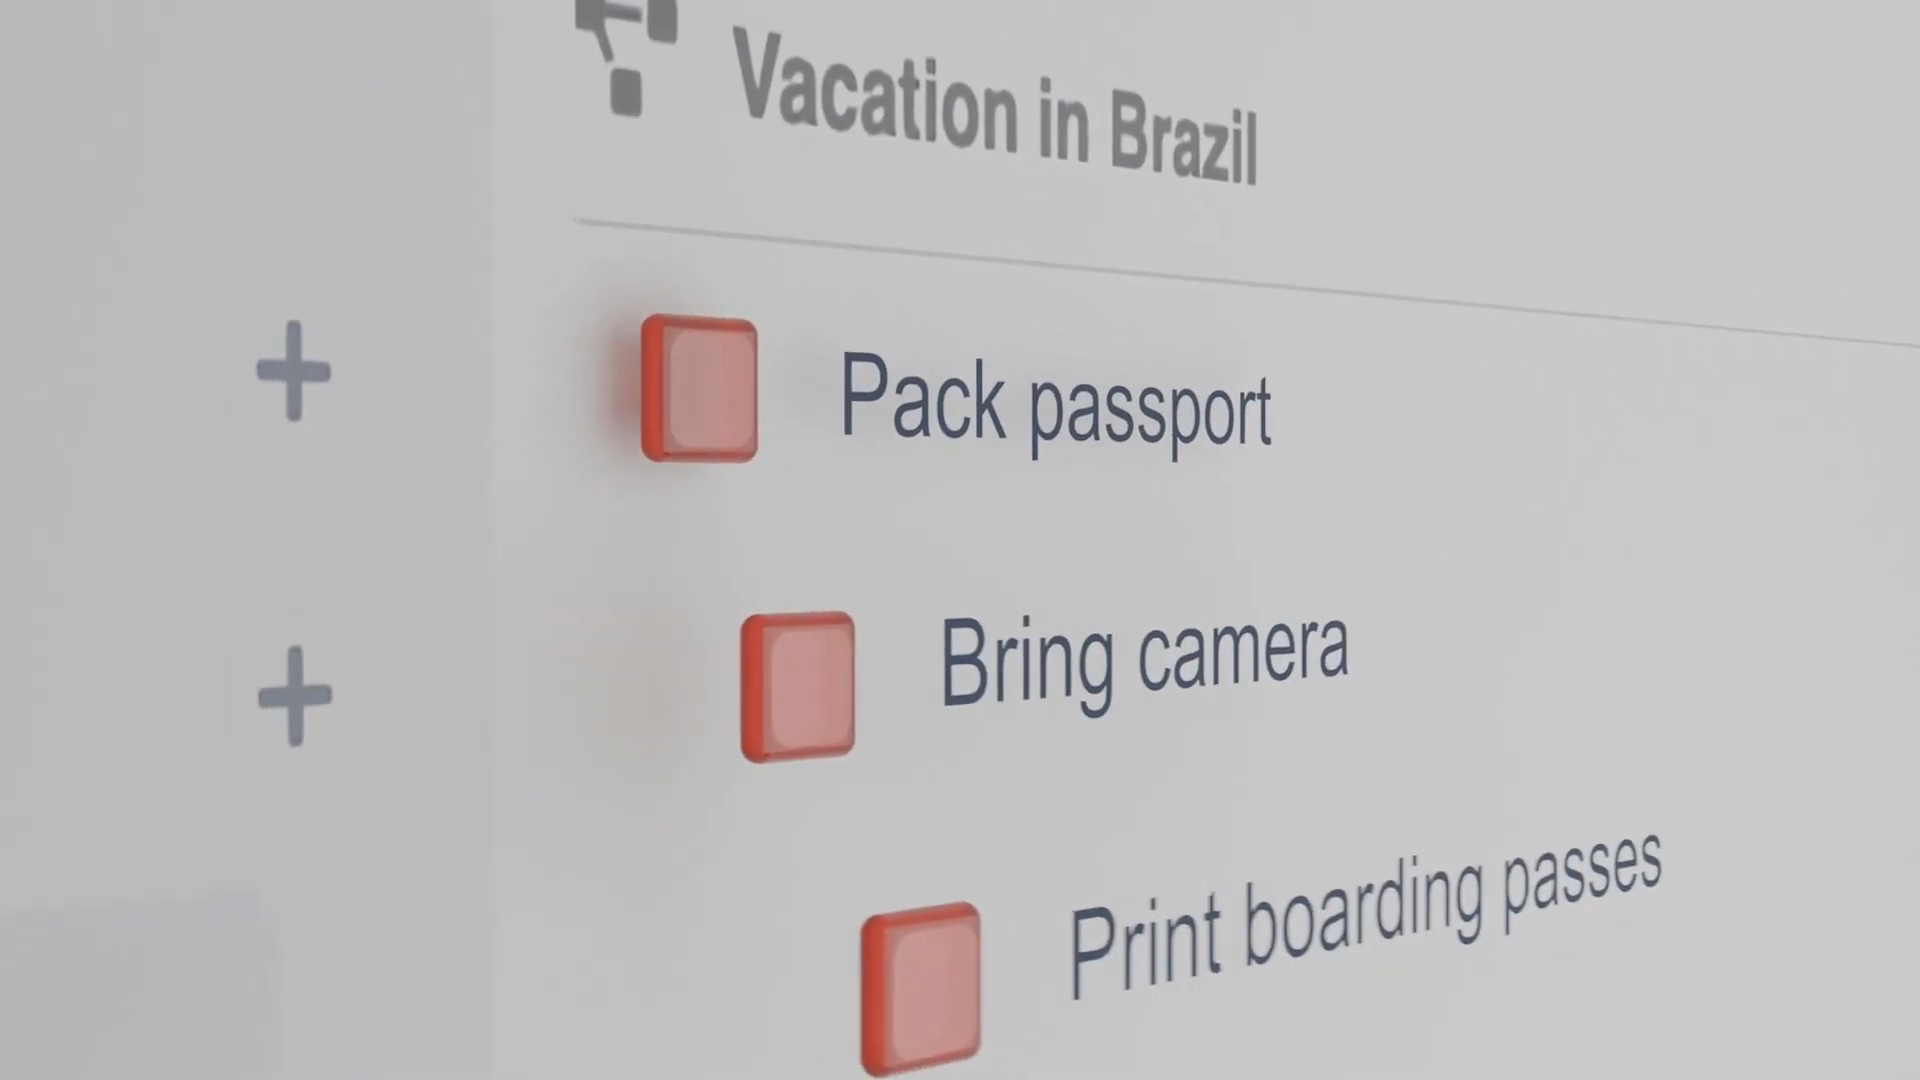 Vacation in Brazil
Pack passport
Bring camera
Print boarding passes